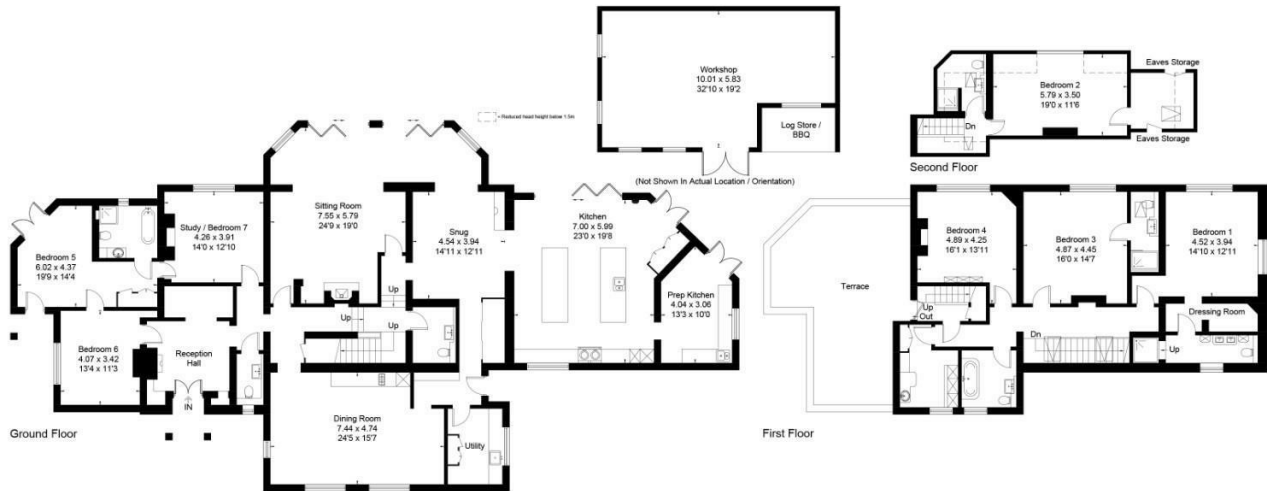 Workshop
10.01 x 5.83
32'10 x 19'2
Log Store /
BBQ
(Not Shown In Actual Location / Orientation)
= Reduced head height below 1.5m
Eaves Storage
Bedroom 2
5.79 x 3.50
19'0 x 11'6
Dn
Eaves Storage
Second Floor
Study / Bedroom 7
4.26 x 3.91
14'0 x 12'10
Sitting Room
7.55 x 5.79
24'9 x 19'0
Snug
4.54 x 3.94
14'11 x 12'11
Kitchen
7.00 x 5.99
23'0 x 19'8
Bedroom 5
6.02 x 4.37
19'9 x 14'4
Prep Kitchen
4.04 x 3.06
13'3 x 10'0
Up
Up
Up
Bedroom 6
4.07 x 3.42
13'4 x 11'3
Reception
Hall
IN
Dining Room
7.44 x 4.74
24'5 x 15'7
Utility
Ground Floor
Bedroom 4
4.89 x 4.25
16'1 x 13'11
Bedroom 3
4.87 x 4.45
16'0 x 14'7
Bedroom 1
4.52 x 3.94
14'10 x 12'11
Terrace
Up
Out
Dressing Room
Dn
Up
First Floor